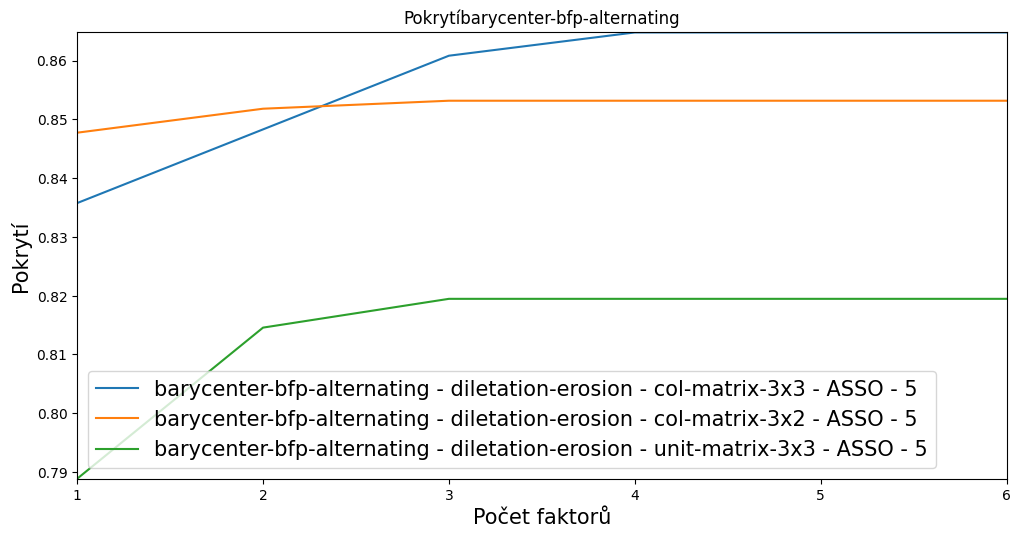 Pokrytíbarycenter-bfp-alternating
0.86
0.85
0.84
0.83
0.82
0.81
0.80
0.79
Pokrytí
barycenter-bfp-alternating - diletation-erosion - col-matrix-3x3 - ASSO - 5
barycenter-bfp-alternating - diletation-erosion - col-matrix-3x2 - ASSO - 5
barycenter-bfp-alternating - diletation-erosion - unit-matrix-3x3 - ASSO - 5
1 2 3 4 5 6
Počet faktorů